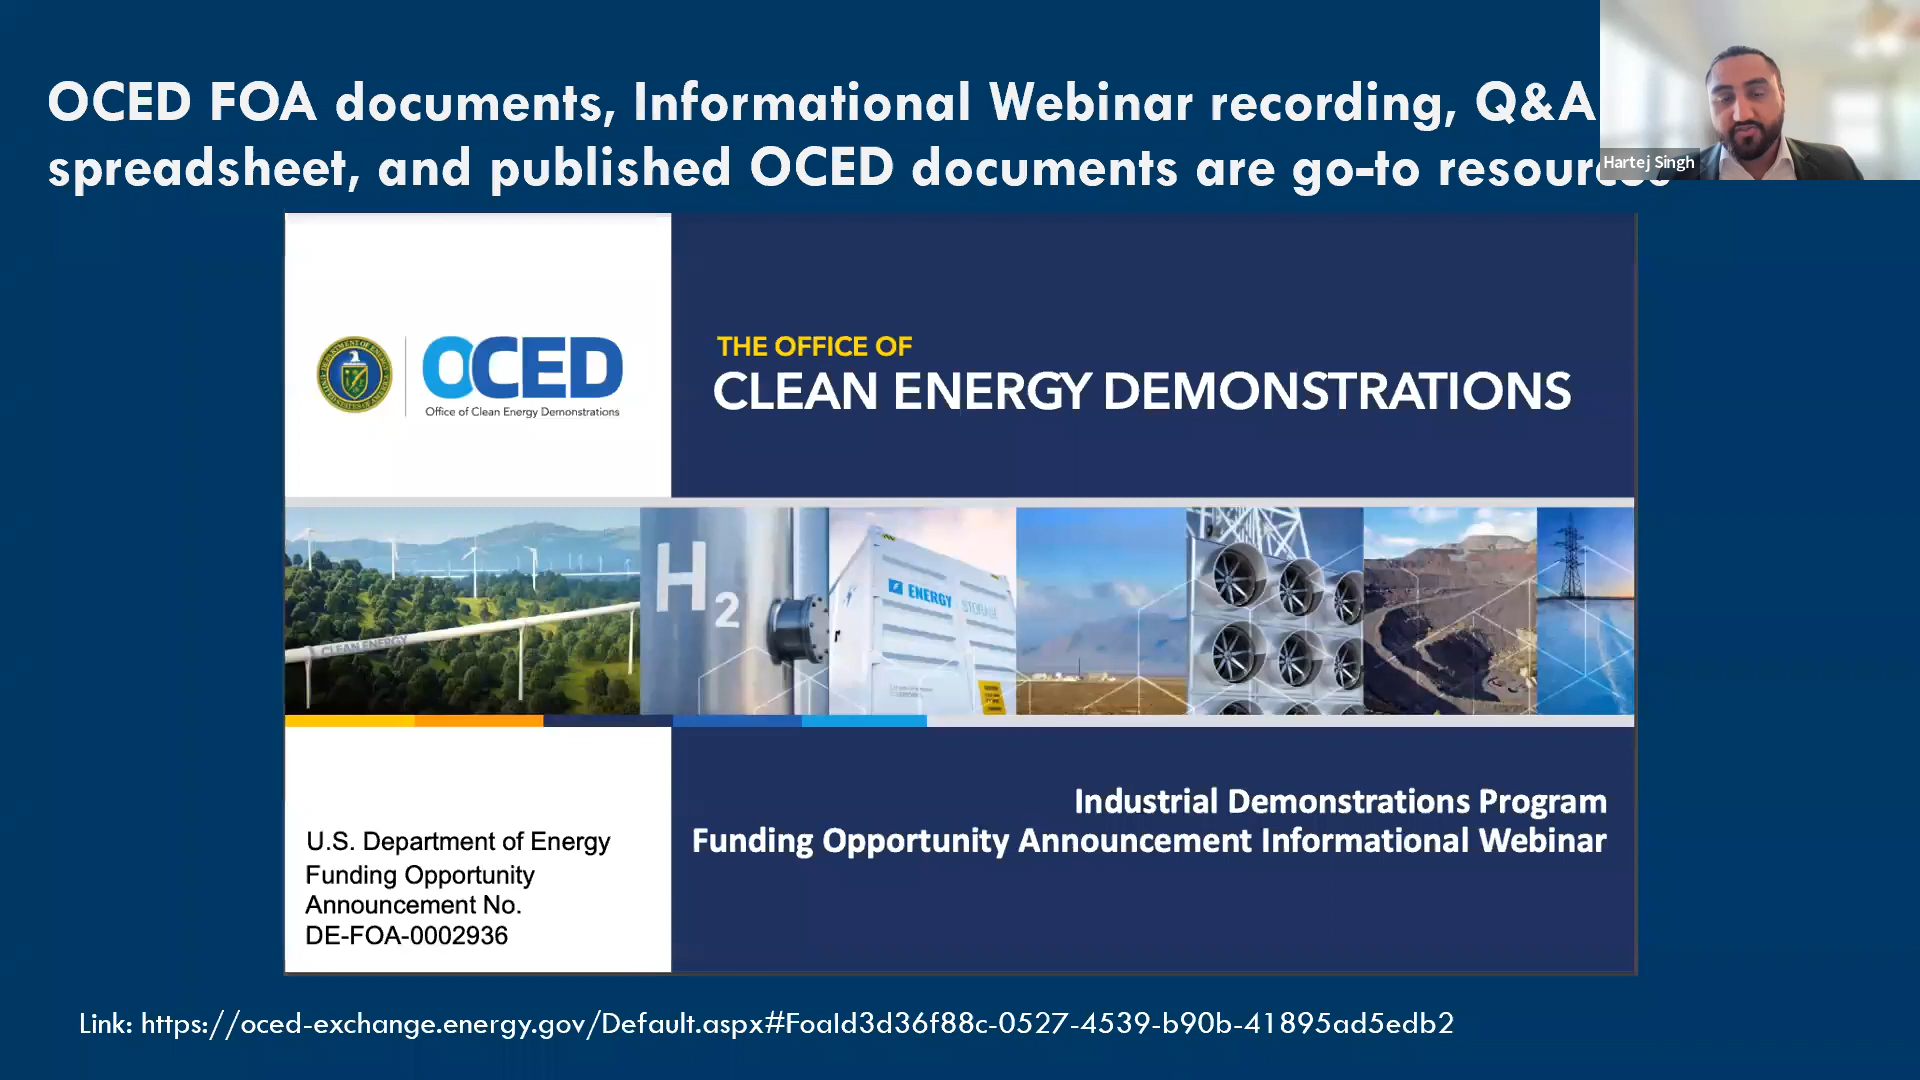 OCED FOA documents, Informational Webinar recording, Q&A
spreadsheet, and published OCED documents are go-to
Hartej Singh
OCED
Office of Clean Energy Demonstrations
THE OFFICE OF
CLEAN ENERGY DEMONSTRATIONS
CLEAN ENERGY
H2
ENERGY STORAGE
U.S. Department of Energy
Funding Opportunity
Announcement No.
DE-FOA-0002936
Industrial Demonstrations Program
Funding Opportunity Announcement Informational Webinar
Link: https://oced-exchange.energy.gov/Default.aspx#FoaId3d36f88c-0527-4539-b90b-41895ad5edb2